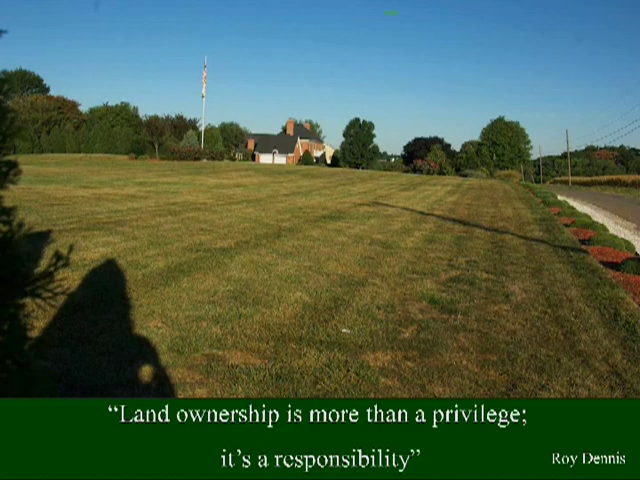 “Land ownership is more than a privilege;
it’s a responsibility”
Roy Dennis